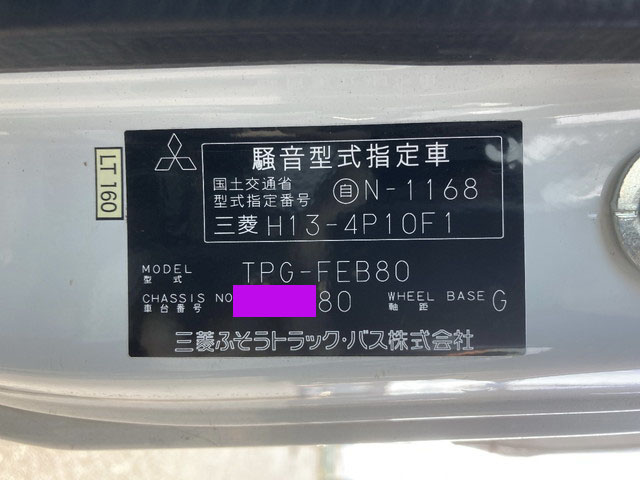 LT 160
騒音型式指定車
国土交通省
型式指定番号 自 N-1168
三菱 H13-4P10F1
MODEL 型式 TPG-FEB80
CHASSIS NO 車台番号 80 WHEEL BASE 軸距 G
三菱ふそうトラック・バス株式会社